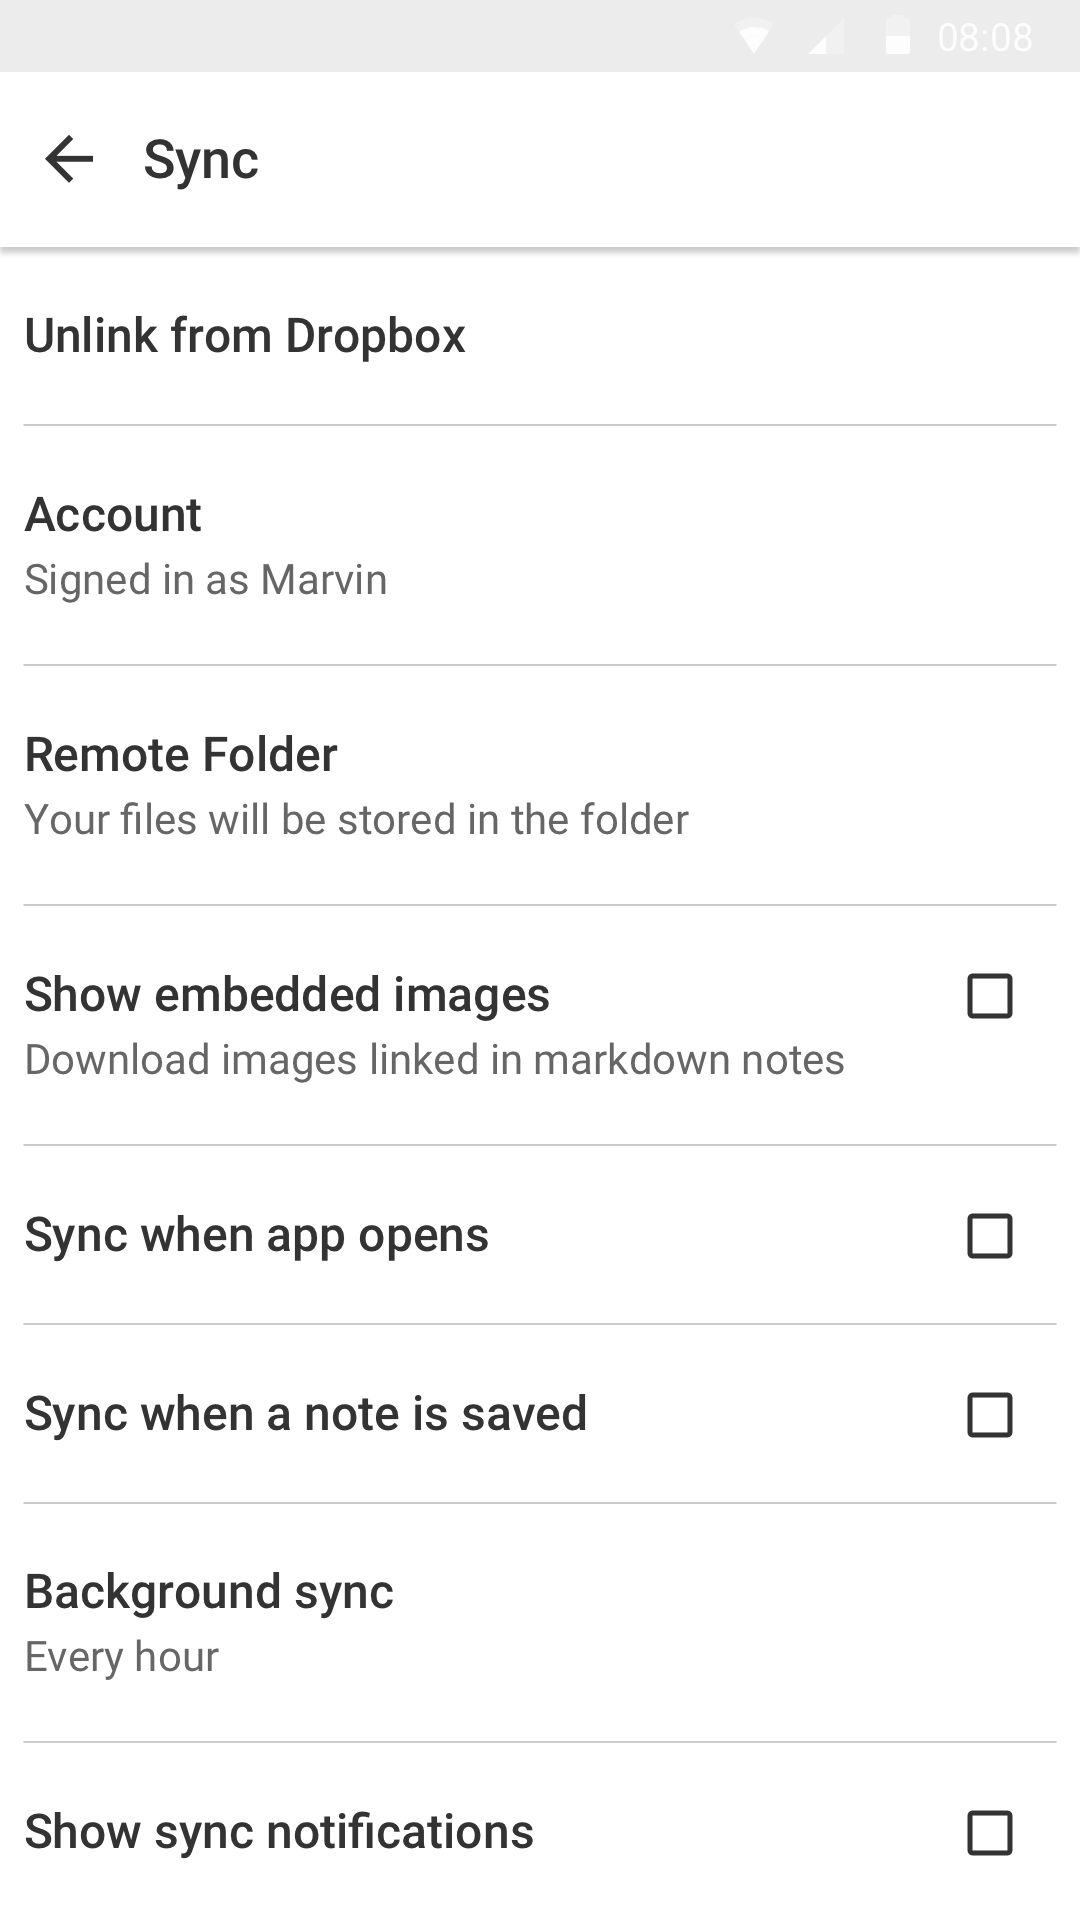 08:08
Sync
Unlink from Dropbox
Account
Signed in as Marvin
Remote Folder
Your files will be stored in the folder
Show embedded images
Download images linked in markdown notes
Sync when app opens
Sync when a note is saved
Background sync
Every hour
Show sync notifications